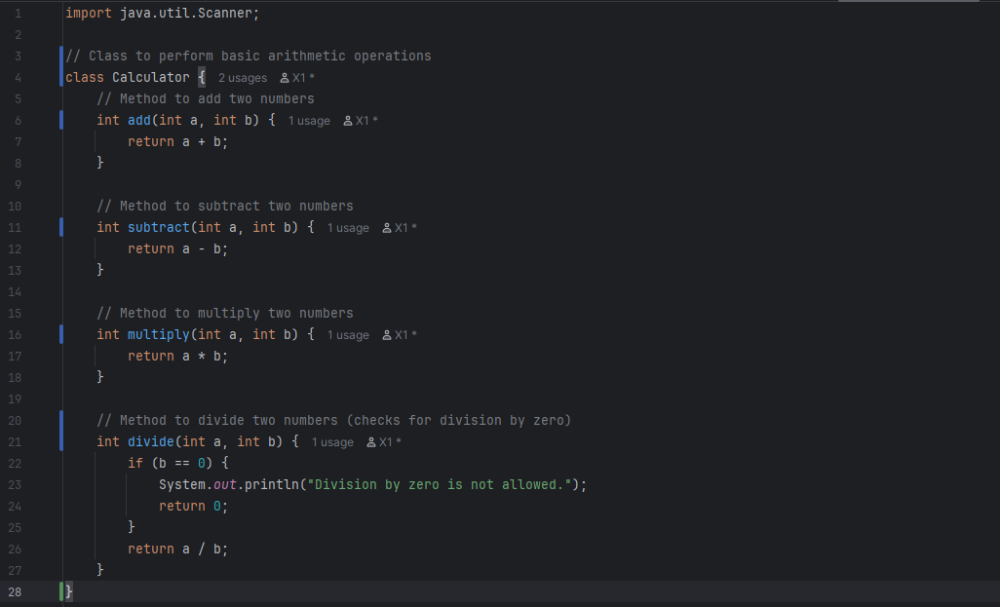 1 import java.util.Scanner;
2
3 // Class to perform basic arithmetic operations
4 class Calculator { 2 usages X1 *
5 // Method to add two numbers
6 int add(int a, int b) { 1 usage X1 *
7 return a + b;
8 }
9
10 // Method to subtract two numbers
11 int subtract(int a, int b) { 1 usage X1 *
12 return a - b;
13 }
14
15 // Method to multiply two numbers
16 int multiply(int a, int b) { 1 usage X1 *
17 return a * b;
18 }
19
20 // Method to divide two numbers (checks for division by zero)
21 int divide(int a, int b) { 1 usage X1 *
22 if (b == 0) {
23 System.out.println("Division by zero is not allowed.");
24 return 0;
25 }
26 return a / b;
27 }
28 }